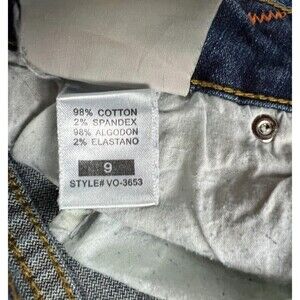 98% COTTON
2% SPANDEX
98% ALGODON
2% ELASTANO
9
STYLE# VO-3653